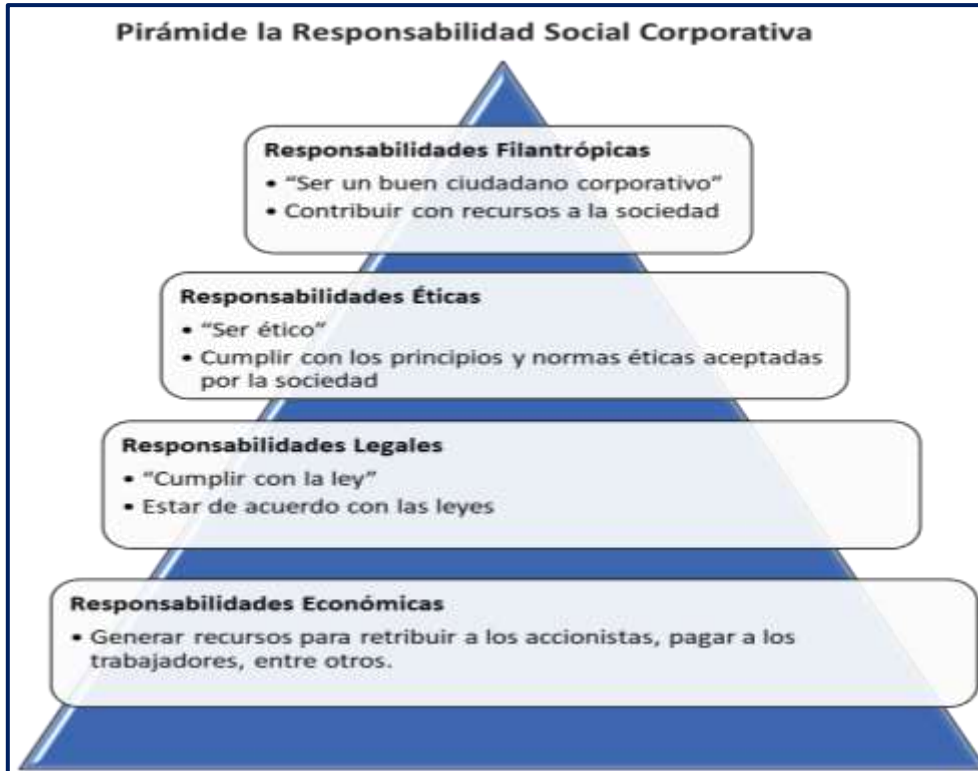 Pirámide la Responsabilidad Social Corporativa
Responsabilidades Filantrópicas
• “Ser un buen ciudadano corporativo”
• Contribuir con recursos a la sociedad
Responsabilidades Éticas
• “Ser ético”
• Cumplir con los principios y normas éticas aceptadas
por la sociedad
Responsabilidades Legales
• “Cumplir con la ley”
• Estar de acuerdo con las leyes
Responsabilidades Económicas
• Generar recursos para retribuir a los accionistas, pagar a los
trabajadores, entre otros.